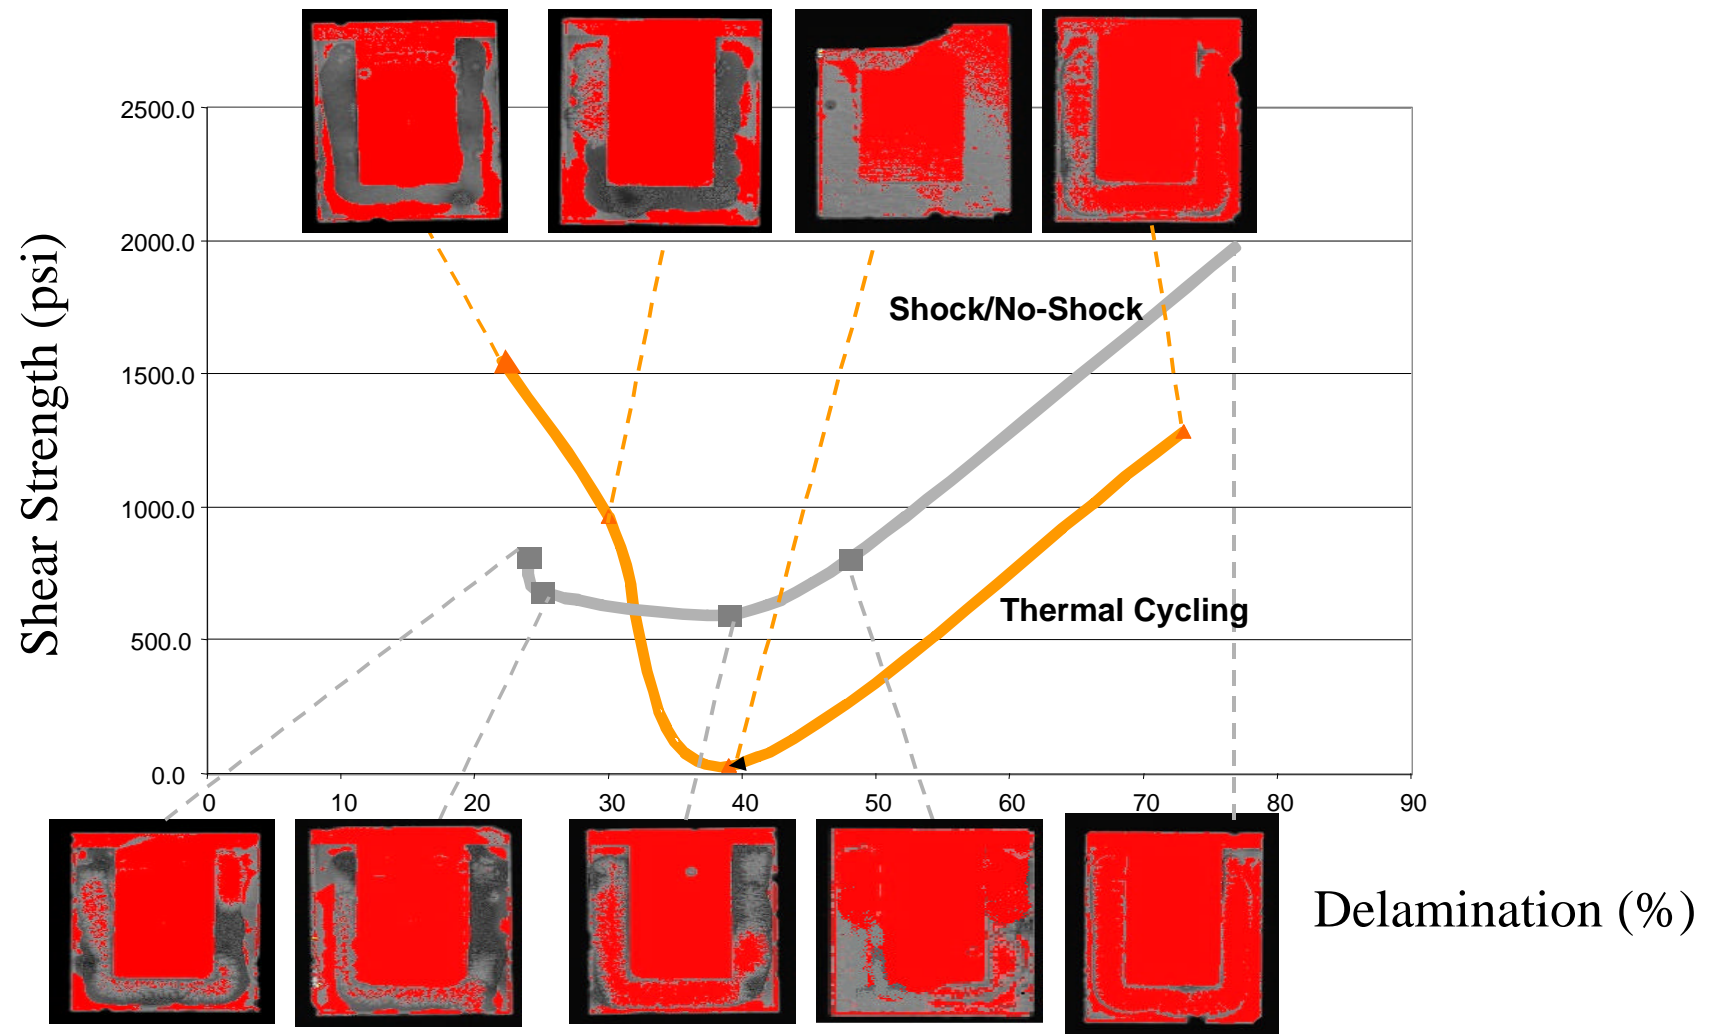 Shear Strength (psi)
2500.0
2000.0
1500.0
1000.0
500.0
0.0
Shock/No-Shock
Thermal Cycling
0 10 20 30 40 50 60 70 80 90
Delamination (%)